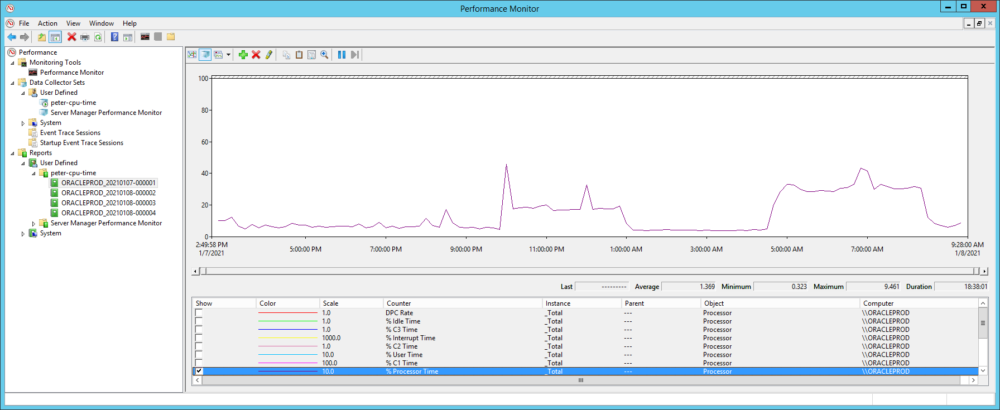 Performance Monitor
File Action View Window Help
Performance
Monitoring Tools
Performance Monitor
Data Collector Sets
User Defined
peter-cpu-time
Server Manager Performance Monitor
System
Event Trace Sessions
Startup Event Trace Sessions
Reports
User Defined
peter-cpu-time
ORACLEPROD_20210107-000001
ORACLEPROD_20210108-000002
ORACLEPROD_20210108-000003
ORACLEPROD_20210108-000004
Server Manager Performance Monitor
System
100
80
60
40
20
0
2:49:58 PM 5:00:00 PM 7:00:00 PM 9:00:00 PM 11:00:00 PM 1:00:00 AM 3:00:00 AM 5:00:00 AM 7:00:00 AM 9:28:00 AM
1/7/2021 1/8/2021
Last --------- Average 1.369 Minimum 0.323 Maximum 9.461 Duration 18:38:01
Show Color Scale Counter Instance Parent Object Computer
1.0 DPC Rate _Total --- Processor \\ORACLEPROD
1.0 % Idle Time _Total --- Processor \\ORACLEPROD
1.0 % C3 Time _Total --- Processor \\ORACLEPROD
1000.0 % Interrupt Time _Total --- Processor \\ORACLEPROD
1.0 % C2 Time _Total --- Processor \\ORACLEPROD
10.0 % User Time _Total --- Processor \\ORACLEPROD
100.0 % C1 Time _Total --- Processor \\ORACLEPROD
10.0 % Processor Time _Total --- Processor \\ORACLEPROD